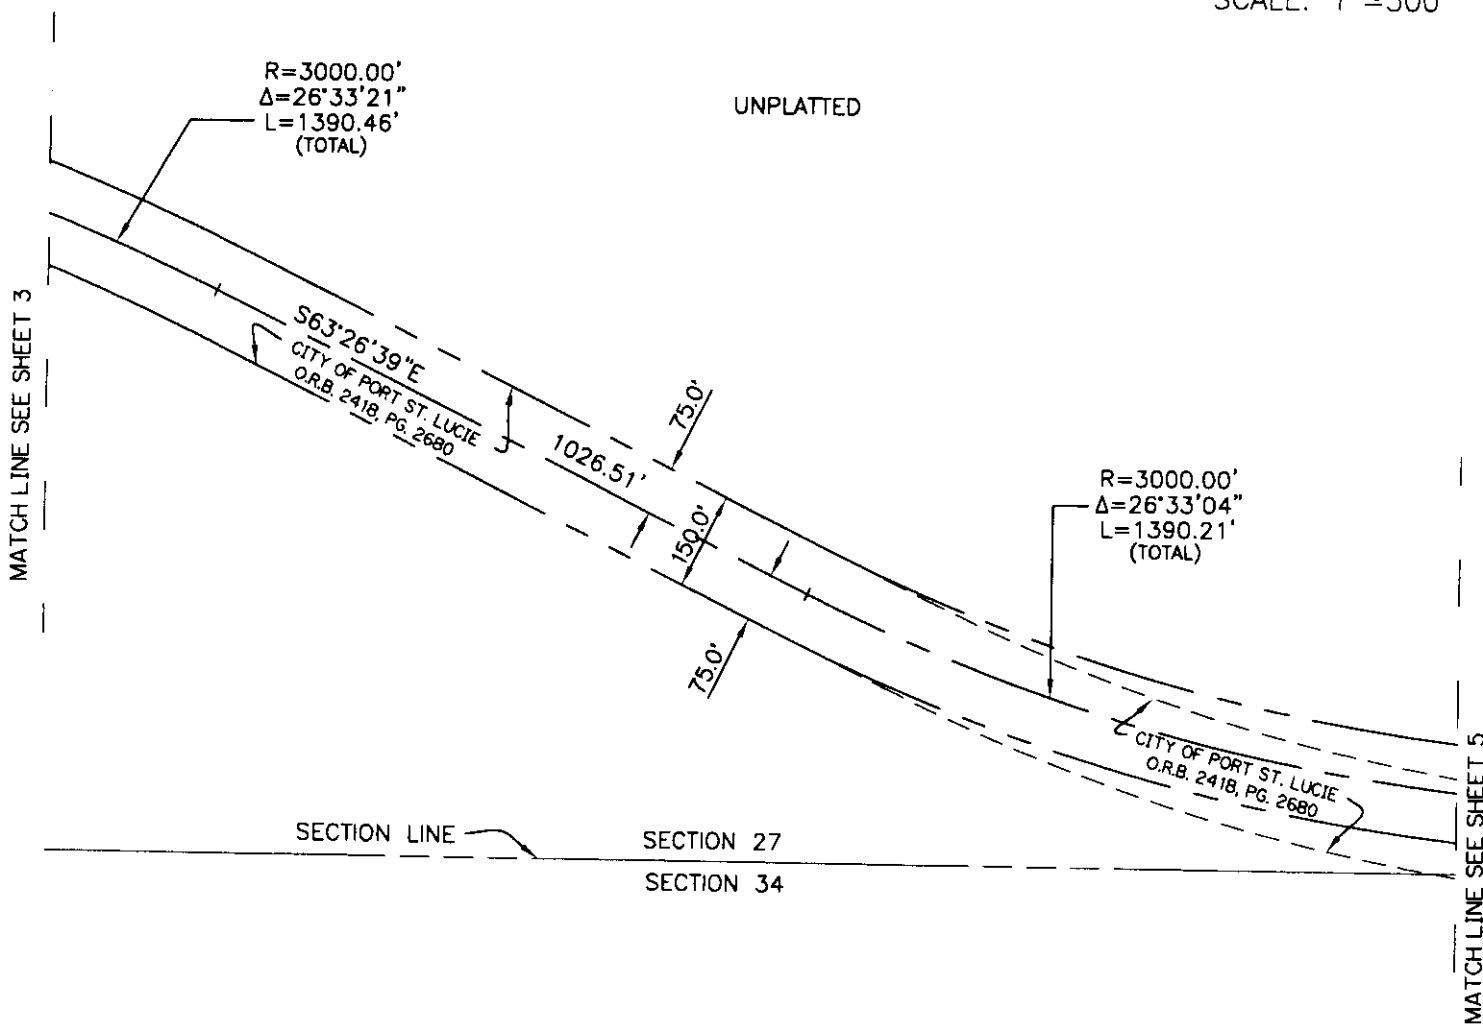 SCALE: 1"=300'
R=3000.00'
Δ=26°33'21"
L=1390.46'
(TOTAL)
UNPLATTED
MATCH LINE SEE SHEET 3
S63°26'39"E
CITY OF PORT ST. LUCIE
O.R.B. 2418, PG. 2680
1026.51'
75.0'
150.0'
75.0'
R=3000.00'
Δ=26°33'04"
L=1390.21'
(TOTAL)
CITY OF PORT ST. LUCIE
O.R.B. 2418, PG. 2680
MATCH LINE SEE SHEET 5
SECTION LINE
SECTION 27
SECTION 34